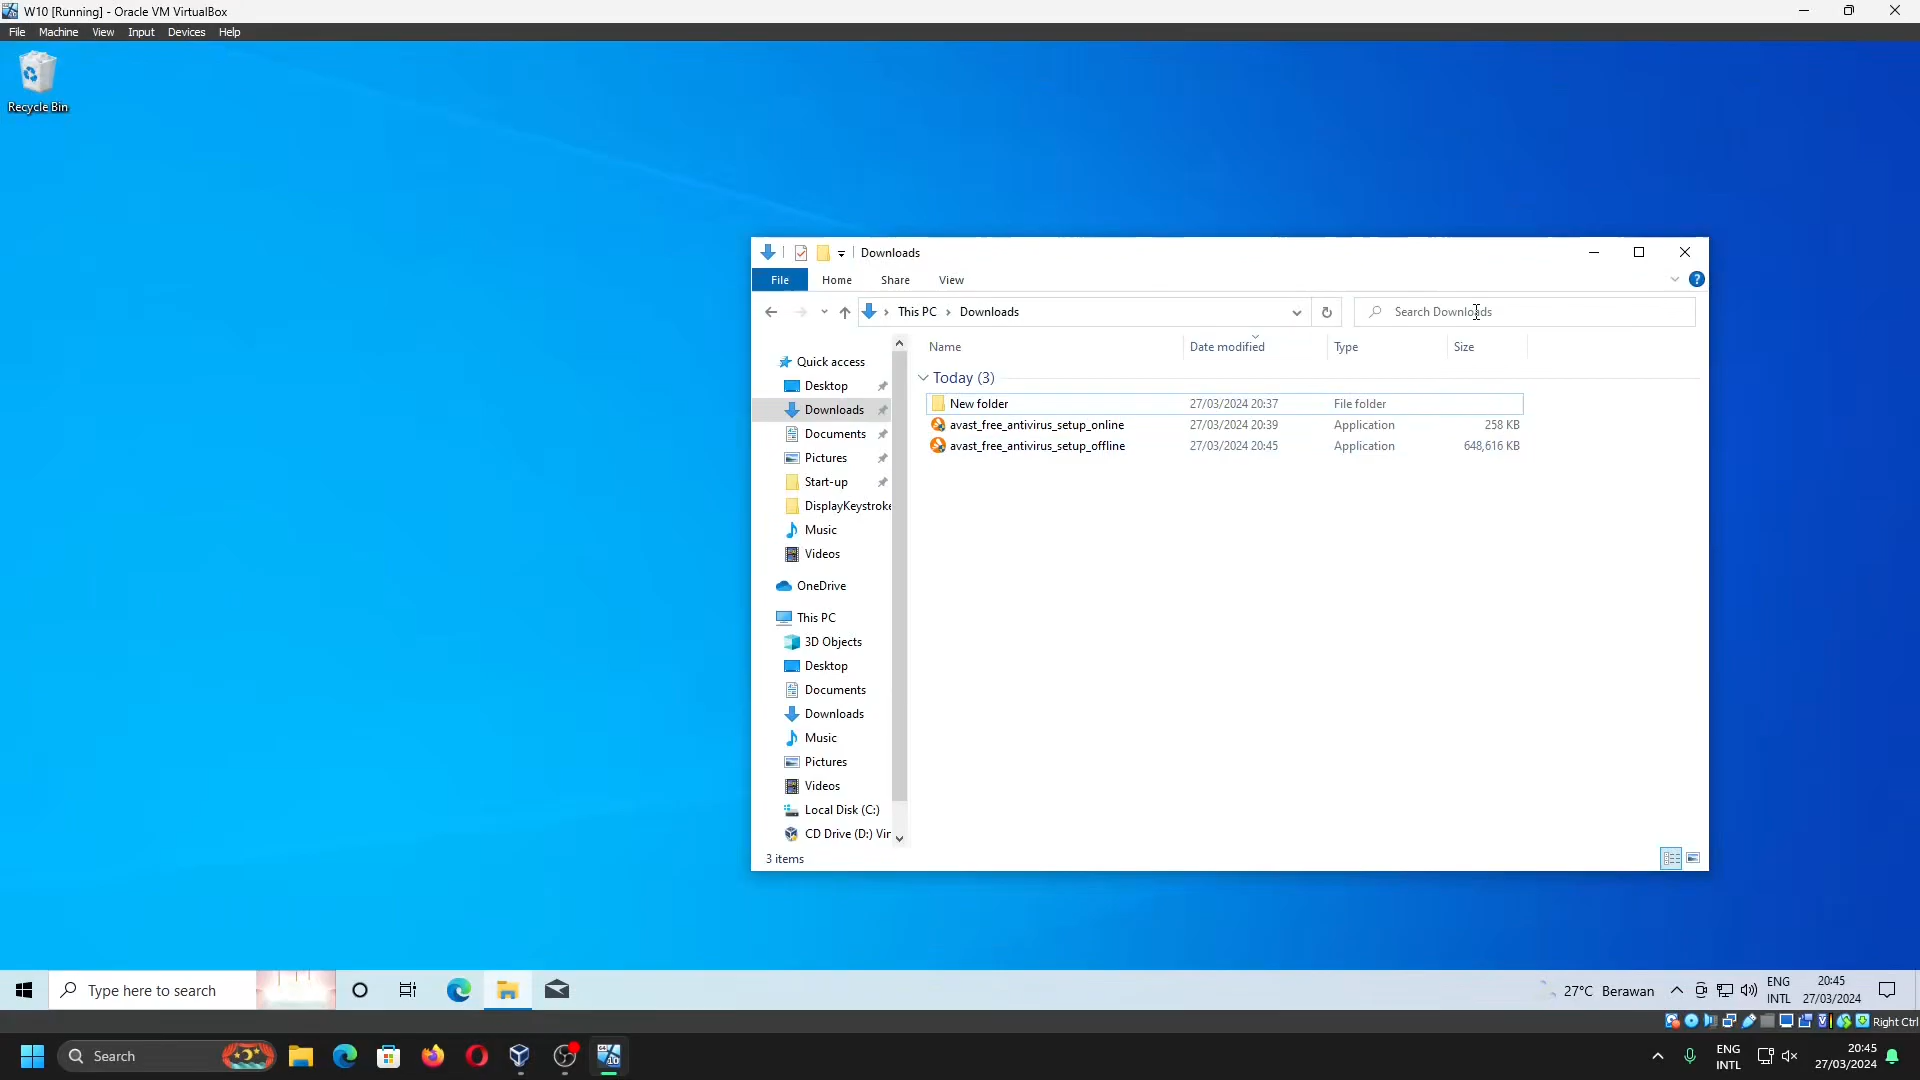 W10 [Running] - Oracle VM VirtualBox
File Machine View Input Devices Help
Recycle Bin
Downloads
File Home Share View
This PC › Downloads
Search Downloads
Name Date modified Type Size
Quick access
Desktop
Downloads
Documents
Pictures
Start-up
DisplayKeystroke
Music
Videos
OneDrive
This PC
3D Objects
Desktop
Documents
Downloads
Music
Pictures
Videos
Local Disk (C:)
CD Drive (D:) Vir
Today (3)
New folder 27/03/2024 20:37 File folder
avast_free_antivirus_setup_online 27/03/2024 20:39 Application 258 KB
avast_free_antivirus_setup_offline 27/03/2024 20:45 Application 648,616 KB
3 items
Type here to search
27°C Berawan
ENG
INTL
20:45
27/03/2024
Right Ctrl
Search
ENG
INTL
20:45
27/03/2024